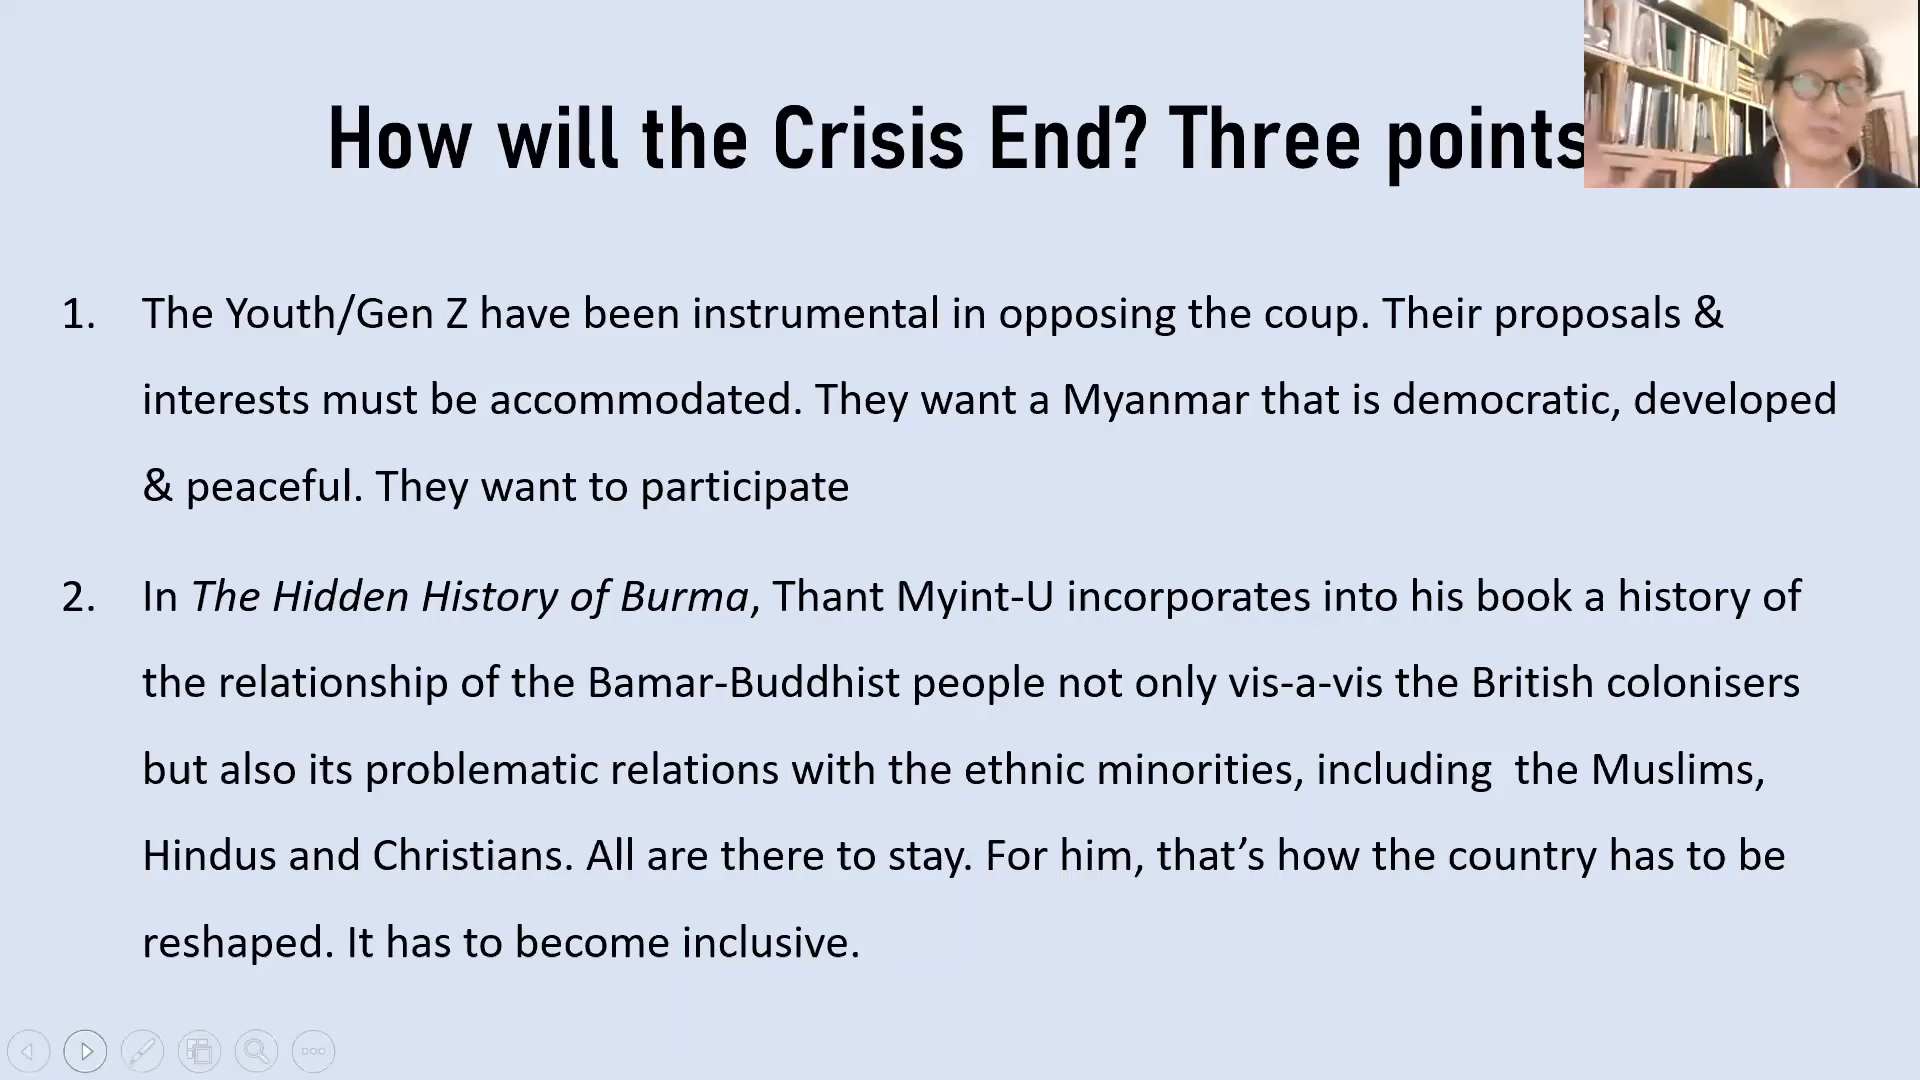 How will the Crisis End? Three points
1. The Youth/Gen Z have been instrumental in opposing the coup. Their proposals &
interests must be accommodated. They want a Myanmar that is democratic, developed
& peaceful. They want to participate
2. In The Hidden History of Burma, Thant Myint-U incorporates into his book a history of
the relationship of the Bamar-Buddhist people not only vis-a-vis the British colonisers
but also its problematic relations with the ethnic minorities, including  the Muslims,
Hindus and Christians. All are there to stay. For him, that’s how the country has to be
reshaped. It has to become inclusive.